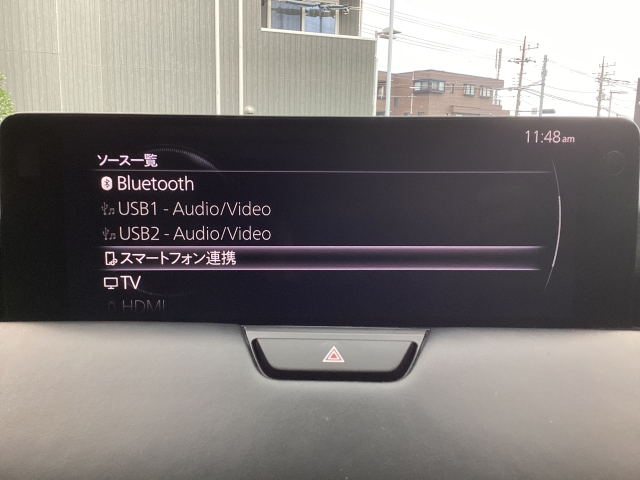 11:48am
ソース一覧
Bluetooth
USB1 - Audio/Video
USB2 - Audio/Video
スマートフォン連携
TV
HDMI